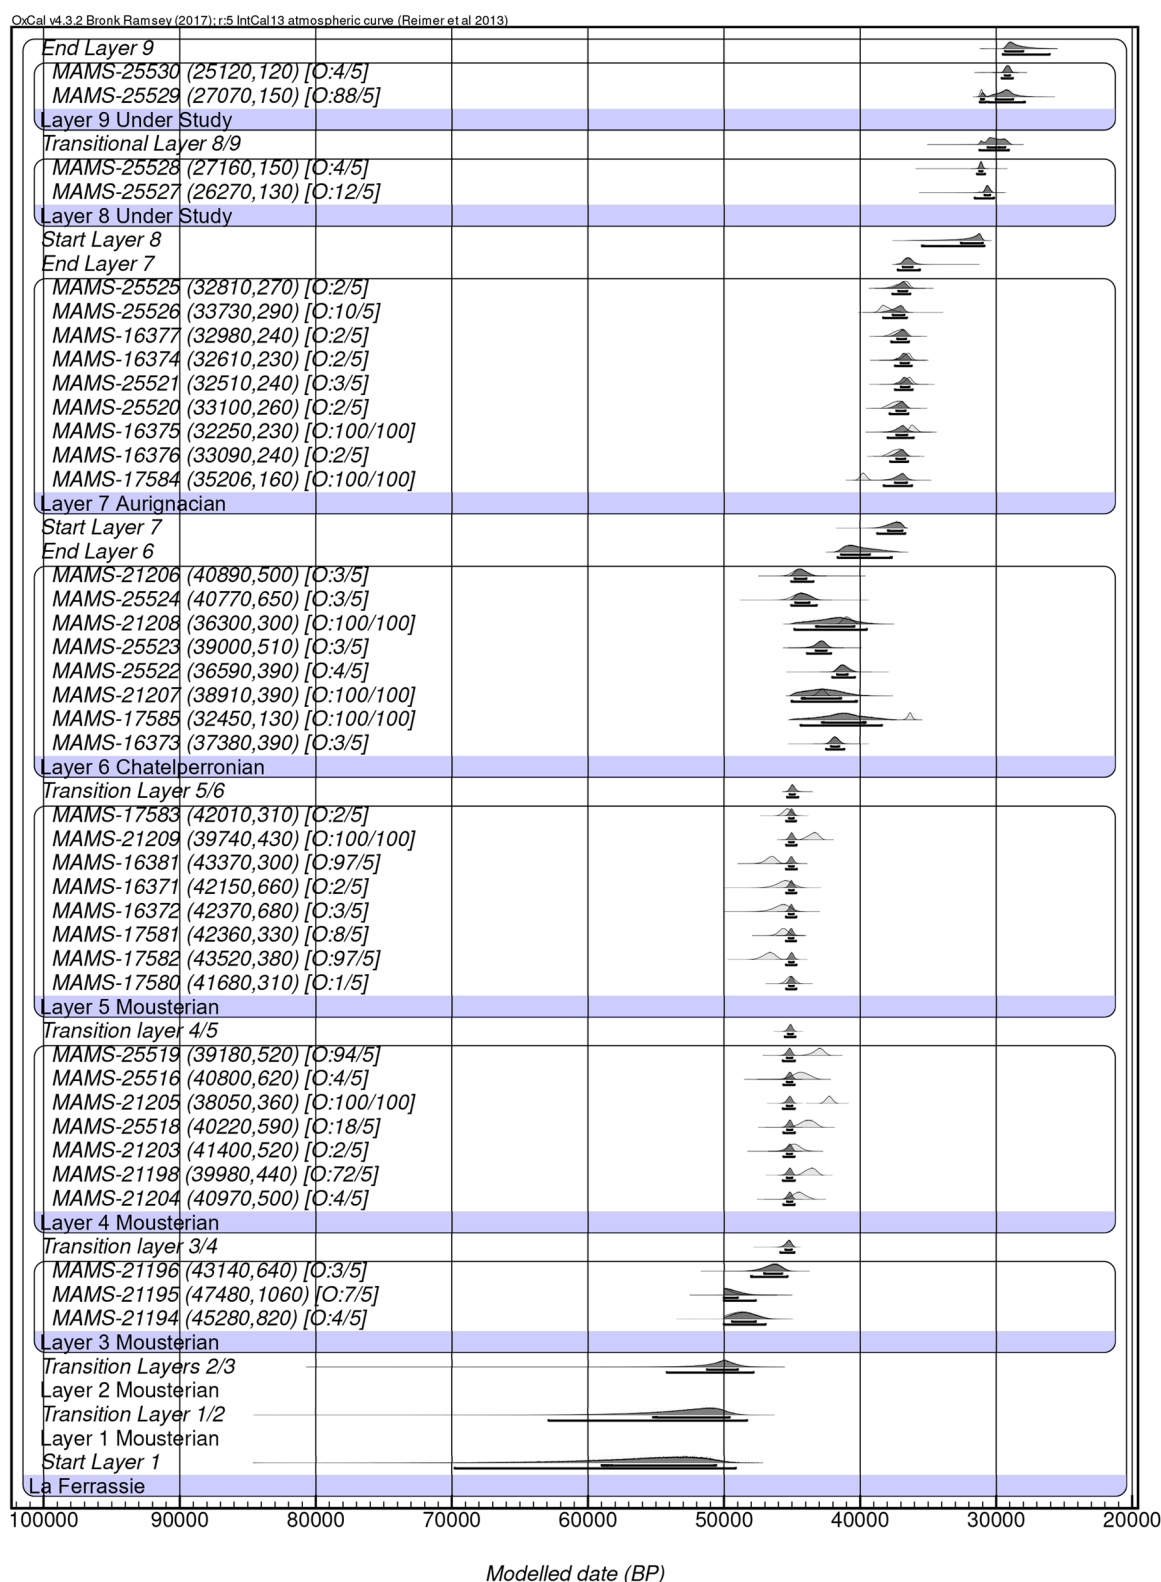 OxCal v4.3.2 Bronk Ramsey (2017); r:5 IntCal13 atmospheric curve (Reimer et al 2013)
End Layer 9
MAMS-25530 (25120,120) [O:4/5]
MAMS-25529 (27070,150) [O:88/5]
Layer 9 Under Study
Transitional Layer 8/9
MAMS-25528 (27160,150) [O:4/5]
MAMS-25527 (26270,130) [O:12/5]
Layer 8 Under Study
Start Layer 8
End Layer 7
MAMS-25525 (32810,270) [O:2/5]
MAMS-25526 (33730,290) [O:10/5]
MAMS-16377 (32980,240) [O:2/5]
MAMS-16374 (32610,230) [O:2/5]
MAMS-25521 (32510,240) [O:3/5]
MAMS-25520 (33100,260) [O:2/5]
MAMS-16375 (32250,230) [O:100/100]
MAMS-16376 (33090,240) [O:2/5]
MAMS-17584 (35206,160) [O:100/100]
Layer 7 Aurignacian
Start Layer 7
End Layer 6
MAMS-21206 (40890,500) [O:3/5]
MAMS-25524 (40770,650) [O:3/5]
MAMS-21208 (36300,300) [O:100/100]
MAMS-25523 (39000,510) [O:3/5]
MAMS-25522 (36590,390) [O:4/5]
MAMS-21207 (38910,390) [O:100/100]
MAMS-17585 (32450,130) [O:100/100]
MAMS-16373 (37380,390) [O:3/5]
Layer 6 Chatelperronian
Transition Layer 5/6
MAMS-17583 (42010,310) [O:2/5]
MAMS-21209 (39740,430) [O:100/100]
MAMS-16381 (43370,300) [O:97/5]
MAMS-16371 (42150,660) [O:2/5]
MAMS-16372 (42370,680) [O:3/5]
MAMS-17581 (42360,330) [O:8/5]
MAMS-17582 (43520,380) [O:97/5]
MAMS-17580 (41680,310) [O:1/5]
Layer 5 Mousterian
Transition layer 4/5
MAMS-25519 (39180,520) [O:94/5]
MAMS-25516 (40800,620) [O:4/5]
MAMS-21205 (38050,360) [O:100/100]
MAMS-25518 (40220,590) [O:18/5]
MAMS-21203 (41400,520) [O:2/5]
MAMS-21198 (39980,440) [O:72/5]
MAMS-21204 (40970,500) [O:4/5]
Layer 4 Mousterian
Transition layer 3/4
MAMS-21196 (43140,640) [O:3/5]
MAMS-21195 (47480,1060) [O:7/5]
MAMS-21194 (45280,820) [O:4/5]
Layer 3 Mousterian
Transition Layers 2/3
Layer 2 Mousterian
Transition Layer 1/2
Layer 1 Mousterian
Start Layer 1
La Ferrassie
100000 90000 80000 70000 60000 50000 40000 30000 20000
Modelled date (BP)